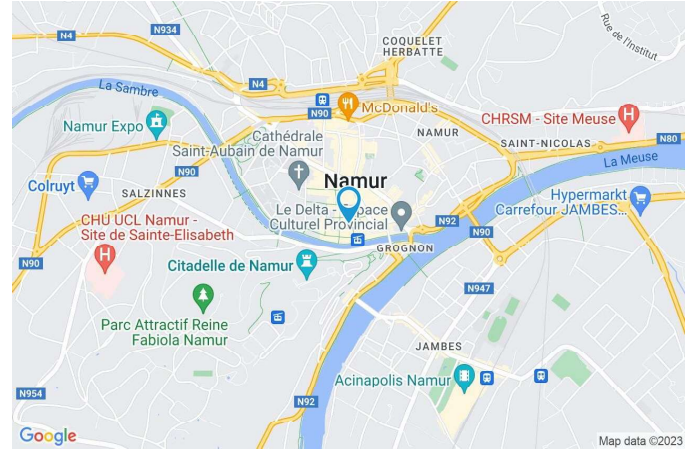 N4
N934
COQUELET
HERBATTE
Rue de l'Institut
La Sambre
N4
N90
McDonald's
CHRSM - Site Meuse
Namur Expo
Cathédrale
Saint-Aubain de Namur
NAMUR
SAINT-NICOLAS
N80
La Meuse
N90
Colruyt
SALZINNES
Namur
Hypermarkt
Carrefour JAMBES...
CHU UCL Namur -
Site de Sainte-Elisabeth
Le Delta - Espace
Culturel Provincial
N92
N90
GROGNON
N90
Citadelle de Namur
N947
Parc Attractif Reine
Fabiola Namur
JAMBES
Acinapolis Namur
N954
N92
Google
Map data ©2023